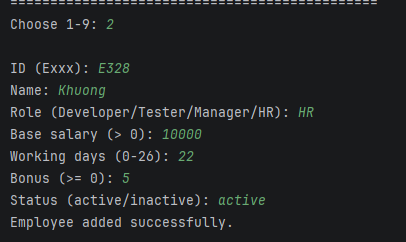 ================================================
Choose 1-9: 2
ID (Exxx): E328
Name: Khuong
Role (Developer/Tester/Manager/HR): HR
Base salary (> 0): 10000
Working days (0-26): 22
Bonus (>= 0): 5
Status (active/inactive): active
Employee added successfully.